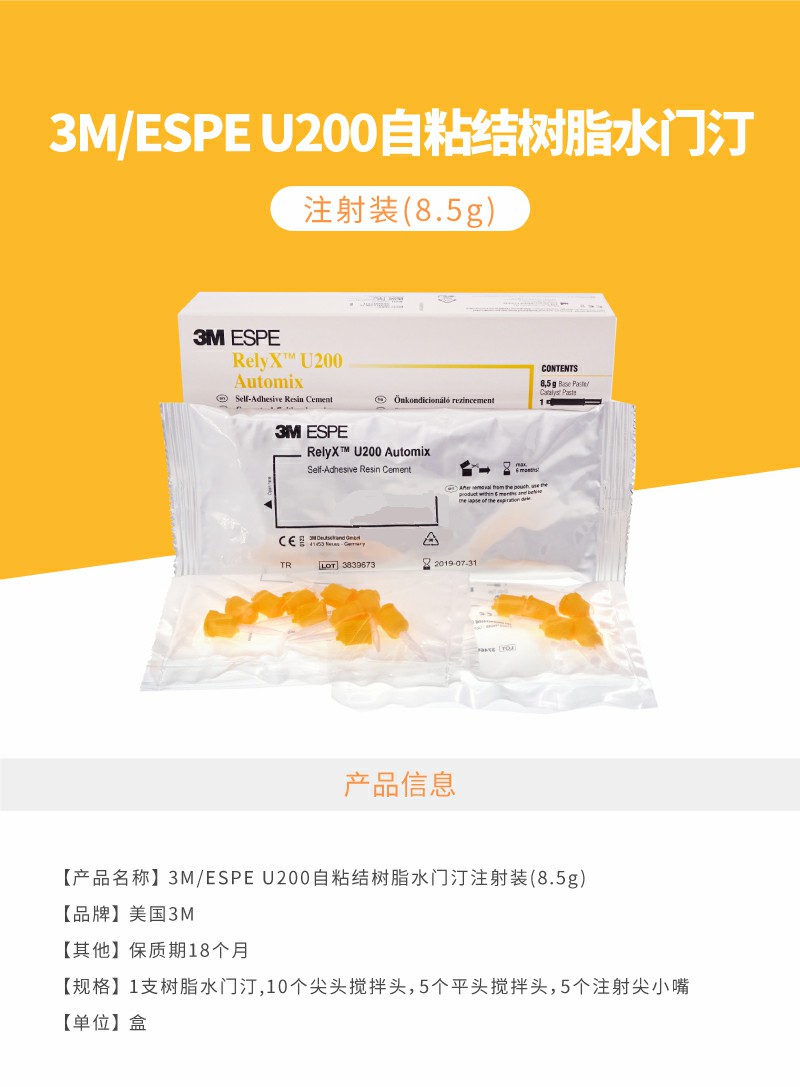 3M/ESPE U200自粘结树脂水门汀
注射装(8.5g)
3M ESPE
RelyX™ U200
Automix
CONTENTS
8,5 g Base Paste/
Catalyst Paste
1
Self-Adhesive Resin Cement
Önkondicionáló rezincement
3M ESPE
RelyX™ U200 Automix
Self-Adhesive Resin Cement
max.
6 months
After removal from the pouch, use the
product within 6 months and before
the lapse of the expiration date.
CE 0123
3M Deutschland GmbH
41453 Neuss - Germany
TR
LOT 3839673
2019-07-31
产品信息
【产品名称】3M/ESPE U200自粘结树脂水门汀注射装(8.5g)
【品牌】美国3M
【其他】保质期18个月
【规格】1支树脂水门汀,10个尖头搅拌头，5个平头搅拌头，5个注射尖小嘴
【单位】盒